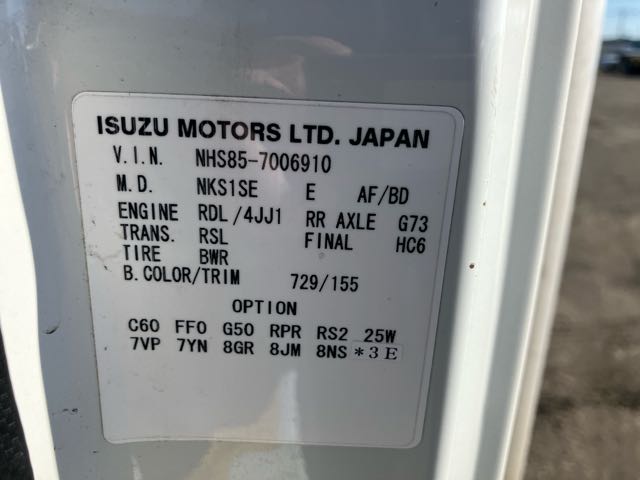 ISUZU MOTORS LTD. JAPAN
V.I.N. NHS85-7006910
M.D. NKS1SE E AF/BD
ENGINE RDL/4JJ1 RR AXLE G73
TRANS. RSL FINAL HC6
TIRE BWR
B.COLOR/TRIM 729/155
OPTION
C60 FF0 G50 RPR RS2 25W
7VP 7YN 8GR 8JM 8NS *3E